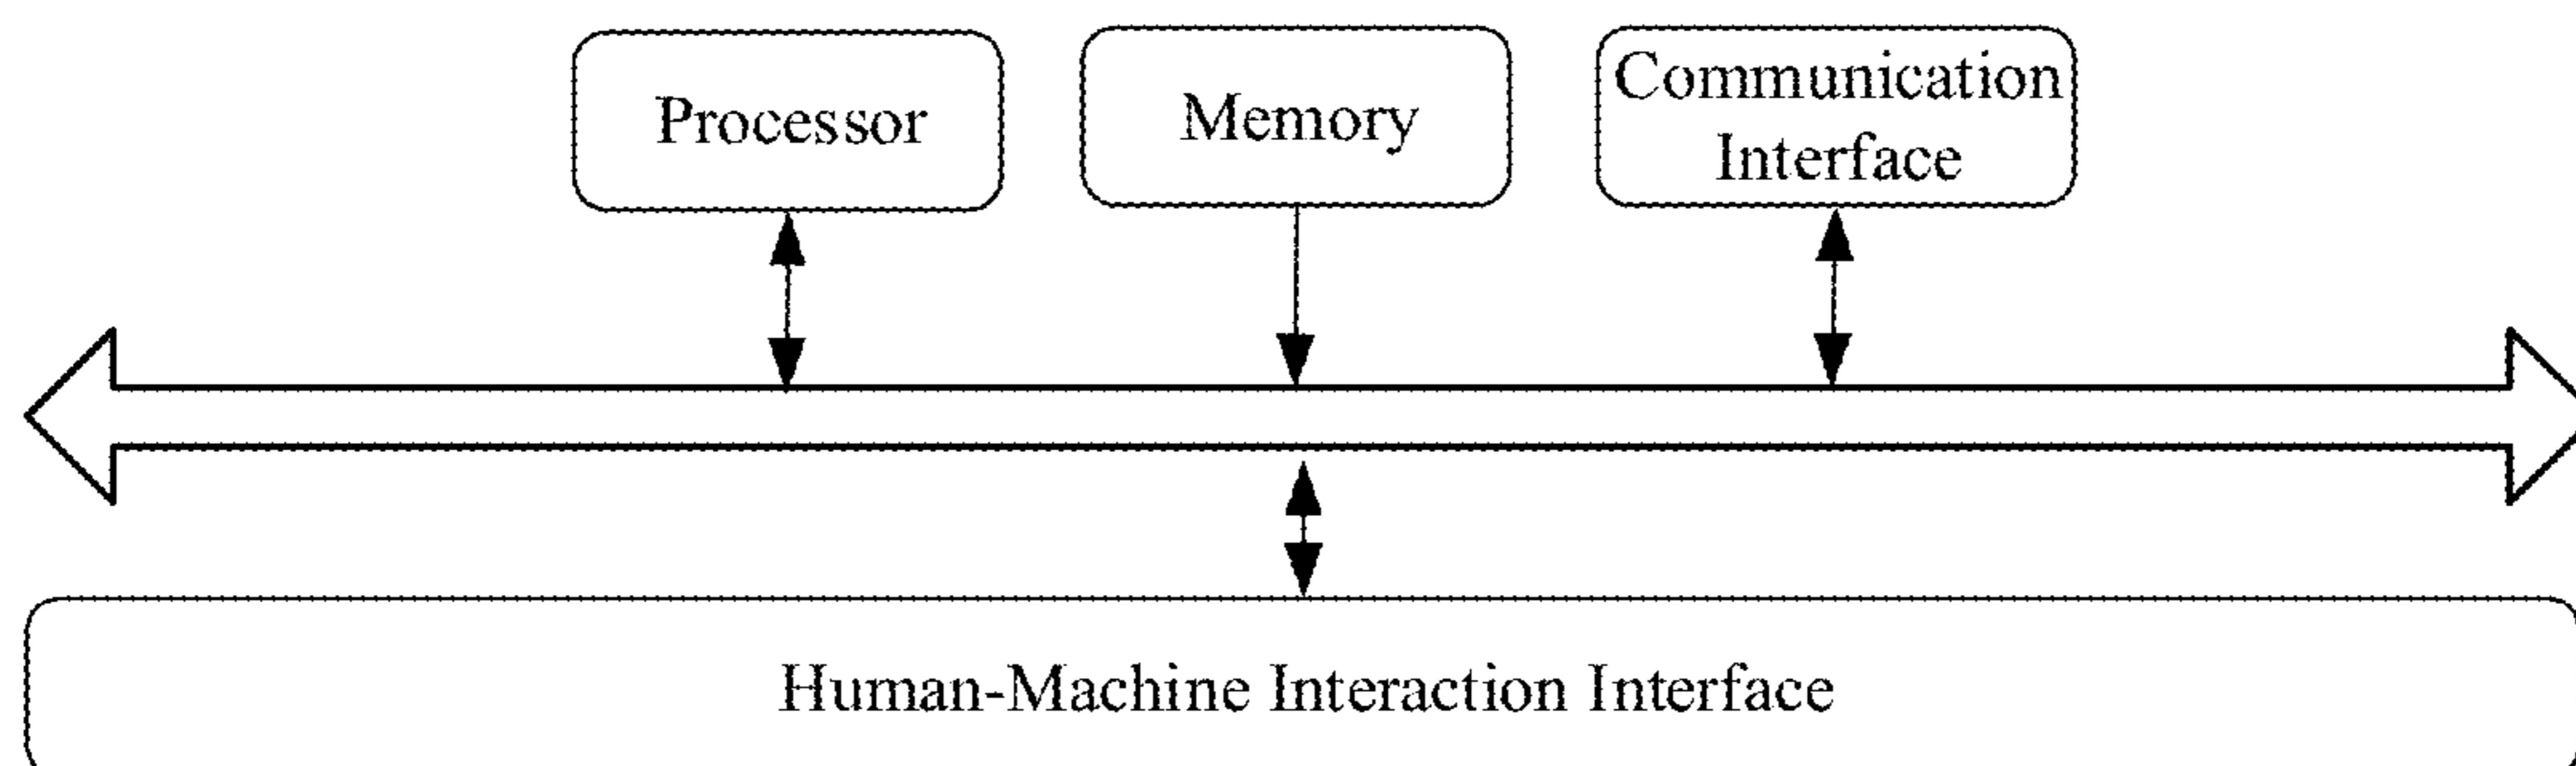 Processor
Memory
Communication
Interface
Human-Machine Interaction Interface